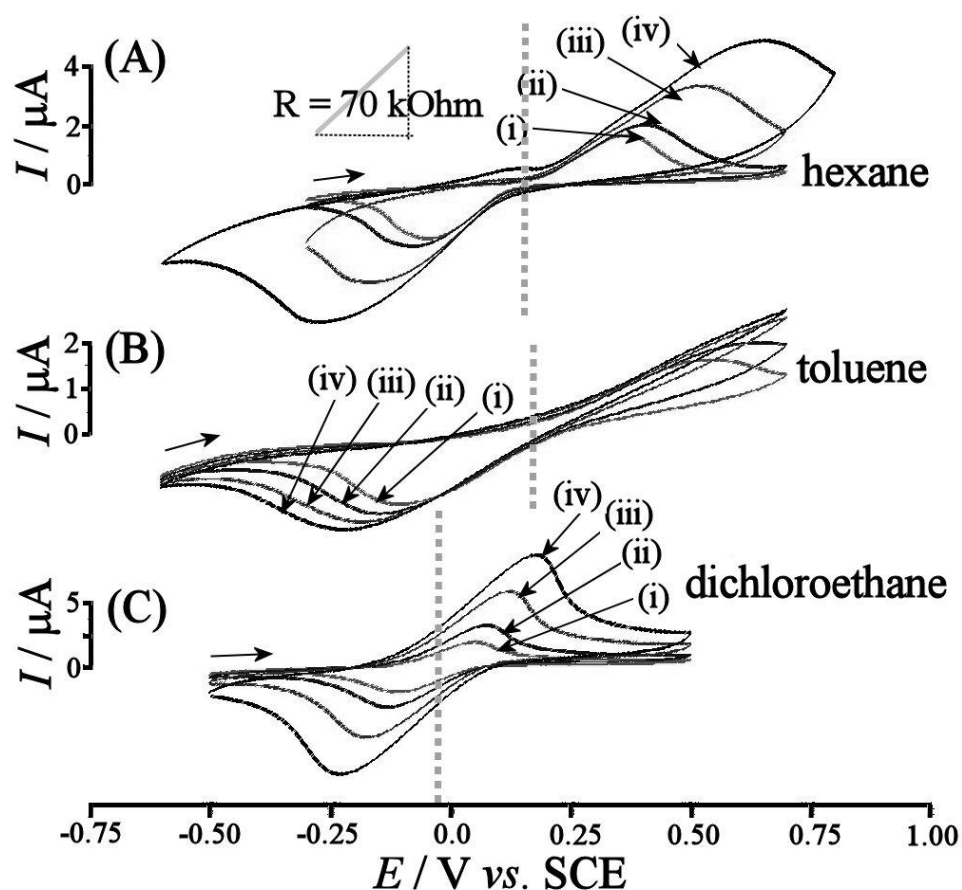 (A)
I / μA
4
2
0
R = 70 kOhm
(i)
(ii)
(iii)
(iv)
hexane
(B)
I / μA
2
1
0
(iv) (iii) (ii) (i)
toluene
(C)
I / μA
5
0
(iv)
(iii)
(ii)
(i)
dichloroethane
-0.75 -0.50 -0.25 0.0 0.25 0.50 0.75 1.00
E / V vs. SCE